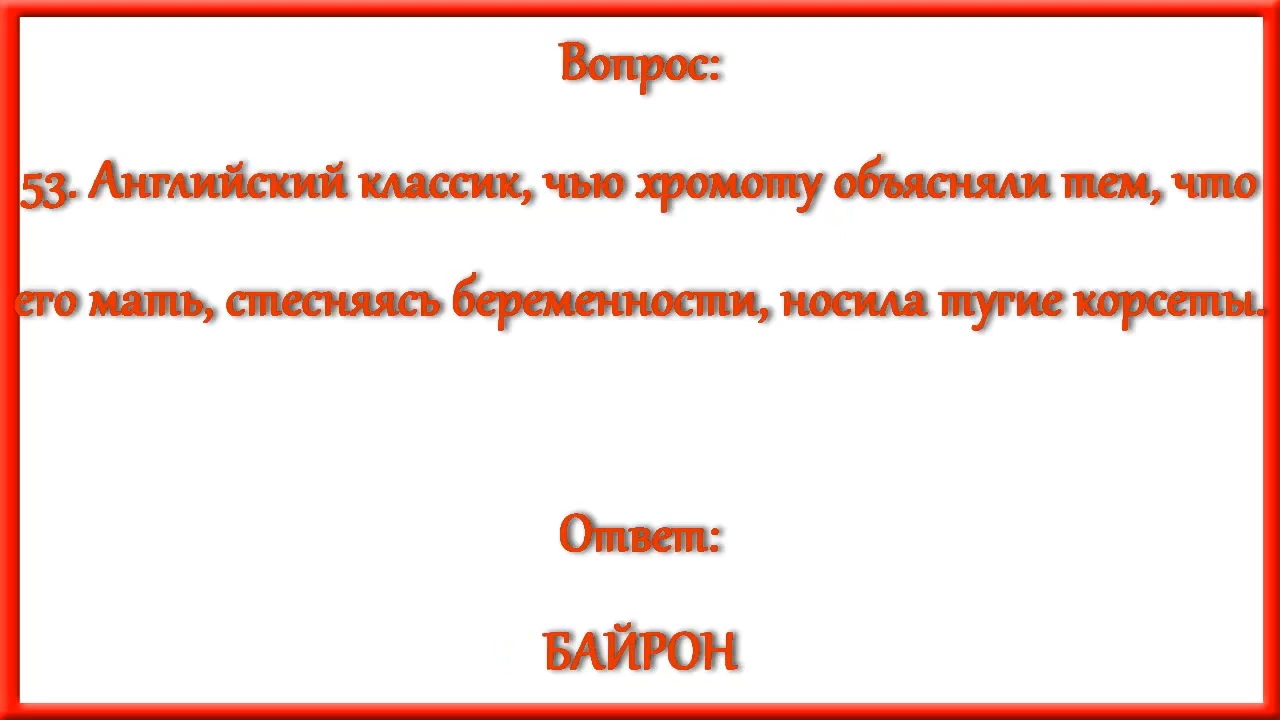 Вопрос:
53. Английский классик, чью хромоту объясняли тем, что
его мать, стесняясь беременности, носила тугие корсеты.
Ответ:
БАЙРОН